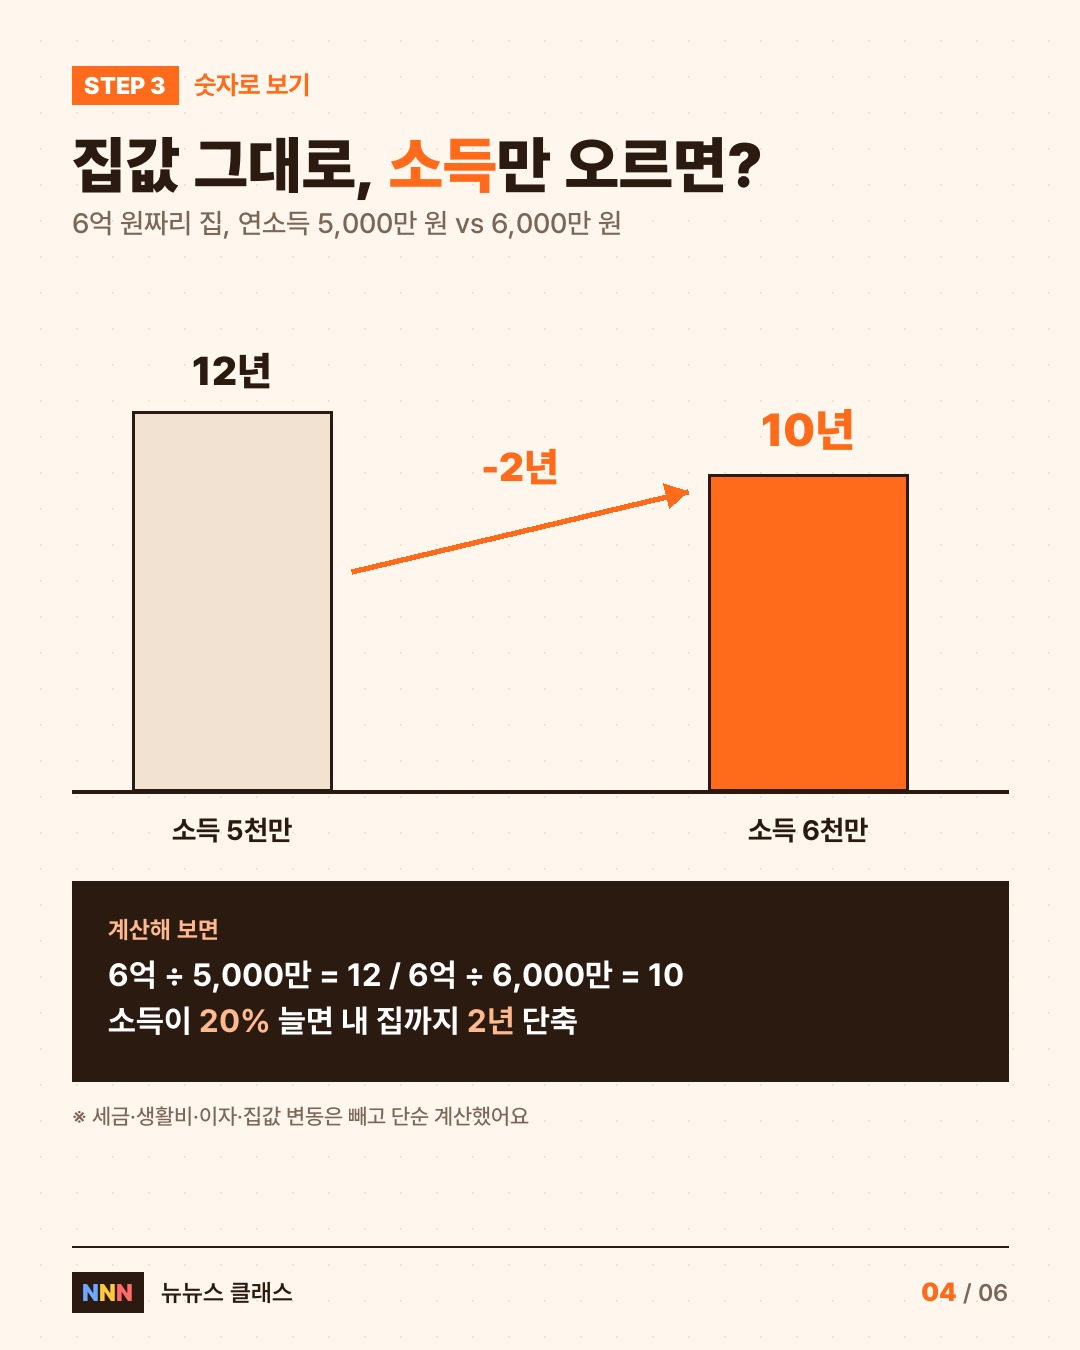 STEP 3 숫자로 보기
집값 그대로, 소득만 오르면?
6억 원짜리 집, 연소득 5,000만 원 vs 6,000만 원
12년
10년
-2년
소득 5천만
소득 6천만
계산해 보면
6억 ÷ 5,000만 = 12 / 6억 ÷ 6,000만 = 10
소득이 20% 늘면 내 집까지 2년 단축
※ 세금·생활비·이자·집값 변동은 빼고 단순 계산했어요
NNN 뉴뉴스 클래스
04 / 06